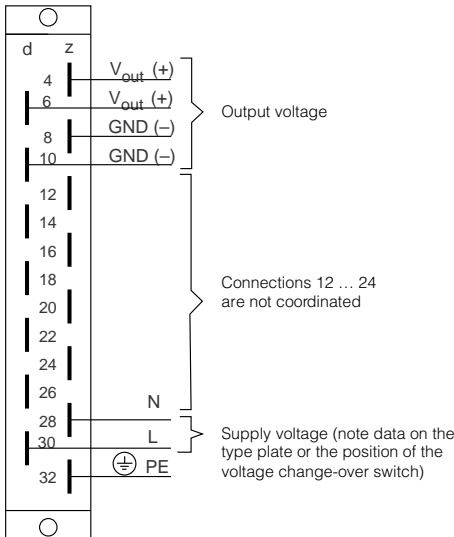 d z
4 V_out (+)
6 V_out (+)
8 GND (–)
10 GND (–)
Output voltage
12
14
16
18
20
22
24
26
Connections 12 … 24
are not coordinated
28 N
30 L
32 PE
Supply voltage (note data on the
type plate or the position of the
voltage change-over switch)